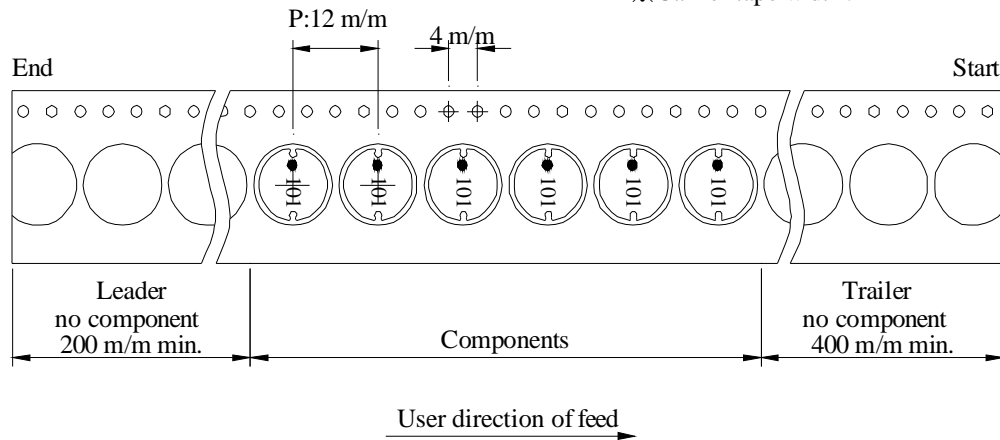 P:12 m/m
4 m/m
End
Start
101
101
101
101
101
101
Leader
no component
200 m/m min.
Components
Trailer
no component
400 m/m min.
User direction of feed